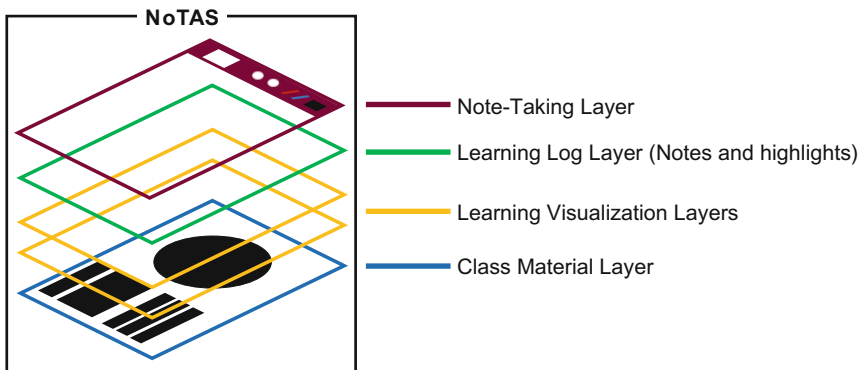 NoTAS
Note-Taking Layer
Learning Log Layer (Notes and highlights)
Learning Visualization Layers
Class Material Layer